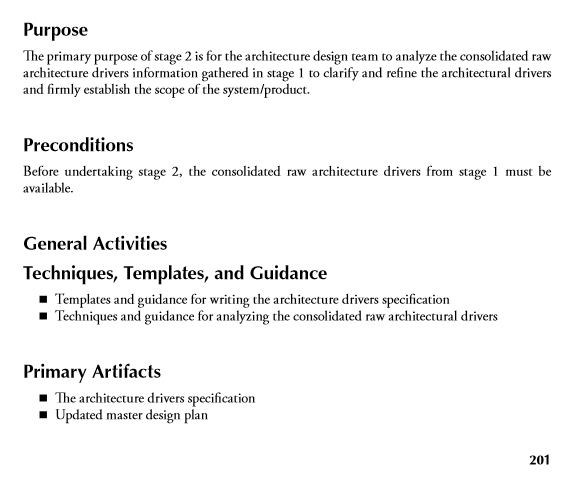 Purpose
The primary purpose of stage 2 is for the architecture design team to analyze the consolidated raw
architecture drivers information gathered in stage 1 to clarify and refine the architectural drivers
and firmly establish the scope of the system/product.
Preconditions
Before undertaking stage 2, the consolidated raw architecture drivers from stage 1 must be
available.
General Activities
Techniques, Templates, and Guidance
■ Templates and guidance for writing the architecture drivers specification
■ Techniques and guidance for analyzing the consolidated raw architectural drivers
Primary Artifacts
■ The architecture drivers specification
■ Updated master design plan
201